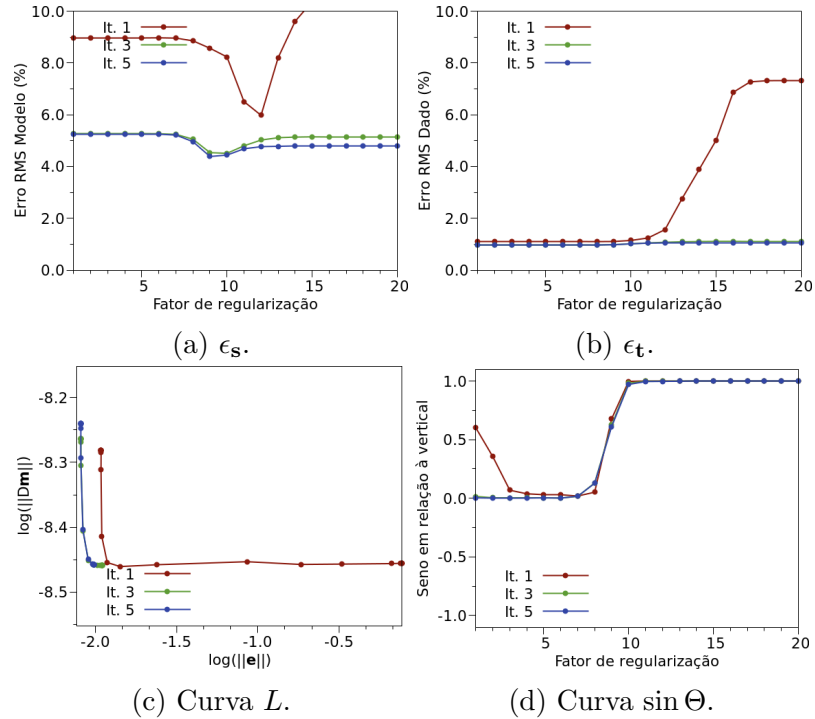 10.0
8.0
6.0
4.0
2.0
0.0
5
10
15
20
Erro RMS Modelo (%)
Fator de regularização
It. 1
It. 3
It. 5
(a) ϵ𝐬.
10.0
8.0
6.0
4.0
2.0
0.0
5
10
15
20
Erro RMS Dado (%)
Fator de regularização
It. 1
It. 3
It. 5
(b) ϵ𝐭.
-8.2
-8.3
-8.4
-8.5
-2.0
-1.5
-1.0
-0.5
log(||Dm||)
log(||e||)
It. 1
It. 3
It. 5
(c) Curva L.
1.0
0.5
0.0
-0.5
-1.0
5
10
15
20
Seno em relação à vertical
Fator de regularização
It. 1
It. 3
It. 5
(d) Curva sin Θ.